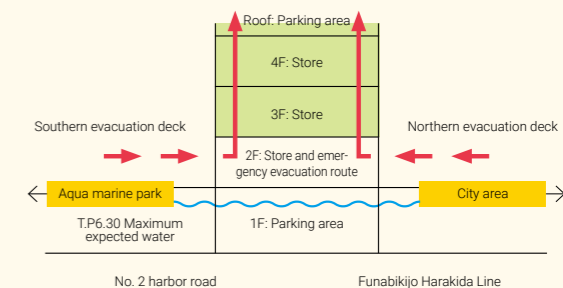 Roof: Parking area
4F: Store
3F: Store
Southern evacuation deck
Northern evacuation deck
2F: Store and emer-
gency evacuation route
Aqua marine park
City area
T.P6.30 Maximum
expected water
1F: Parking area
No. 2 harbor road
Funabikijo Harakida Line